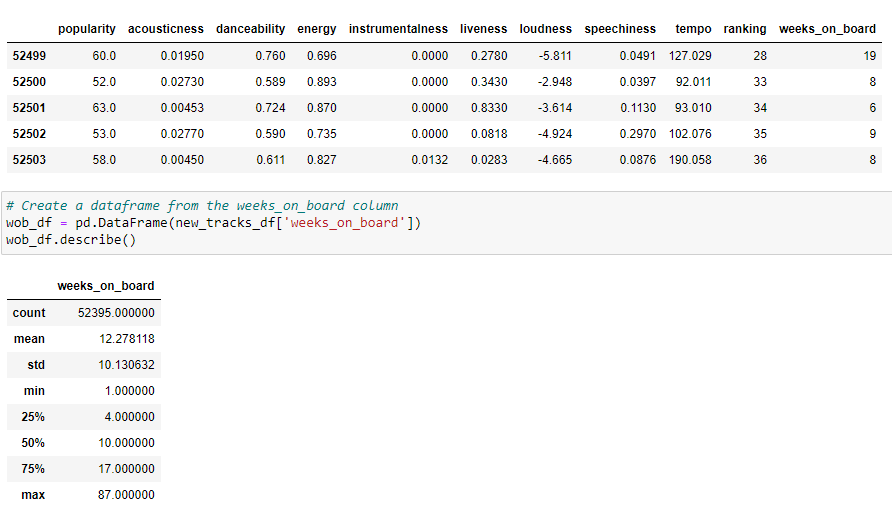 popularity acousticness danceability energy instrumentalness liveness loudness speechiness tempo ranking weeks_on_board
52499 60.0 0.01950 0.760 0.696 0.0000 0.2780 -5.811 0.0491 127.029 28 19
52500 52.0 0.02730 0.589 0.893 0.0000 0.3430 -2.948 0.0397 92.011 33 8
52501 63.0 0.00453 0.724 0.870 0.0000 0.8330 -3.614 0.1130 93.010 34 6
52502 53.0 0.02770 0.590 0.735 0.0000 0.0818 -4.924 0.2970 102.076 35 9
52503 58.0 0.00450 0.611 0.827 0.0132 0.0283 -4.665 0.0876 190.058 36 8
# Create a dataframe from the weeks_on_board column
wob_df = pd.DataFrame(new_tracks_df['weeks_on_board'])
wob_df.describe()
weeks_on_board
count 52395.000000
mean 12.278118
std 10.130632
min 1.000000
25% 4.000000
50% 10.000000
75% 17.000000
max 87.000000